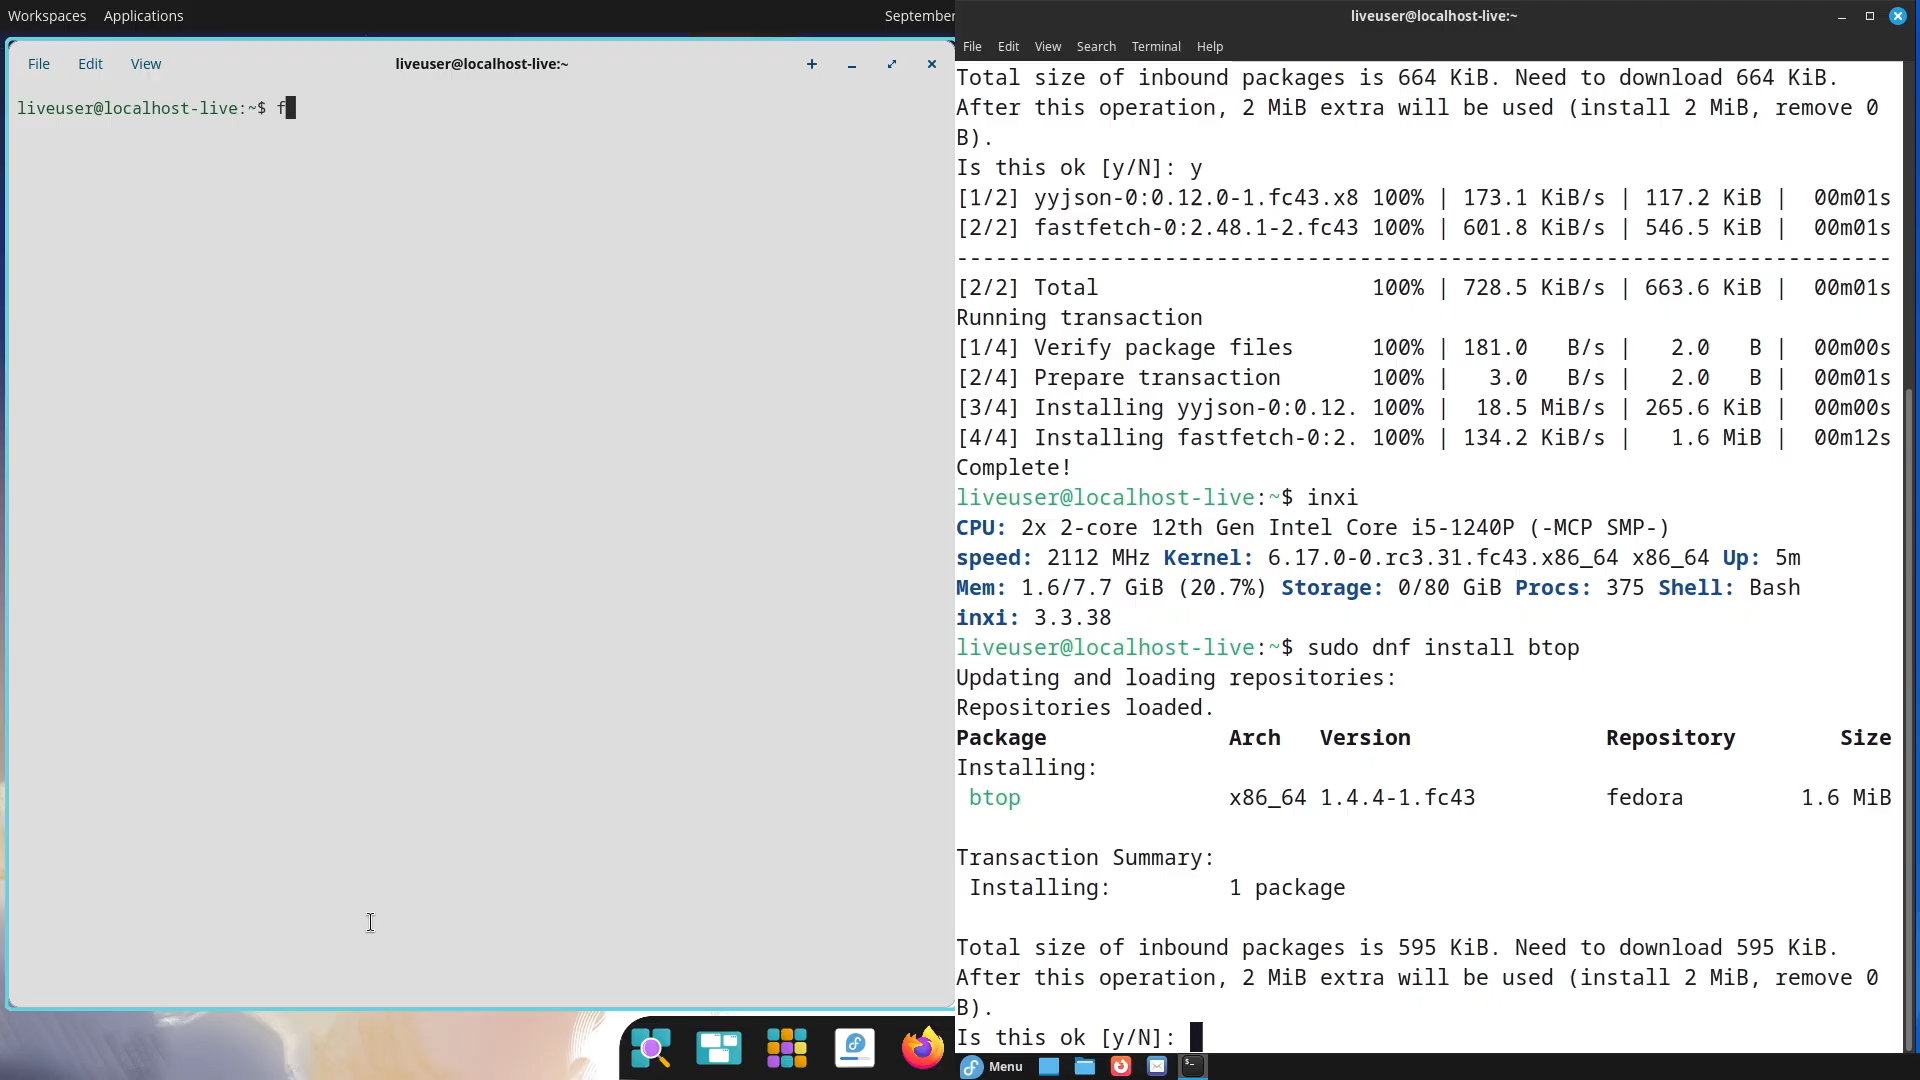 Workspaces Applications September
File Edit View liveuser@localhost-live:~
liveuser@localhost-live:~$ f
liveuser@localhost-live:~
File Edit View Search Terminal Help
Total size of inbound packages is 664 KiB. Need to download 664 KiB.
After this operation, 2 MiB extra will be used (install 2 MiB, remove 0
B).
Is this ok [y/N]: y
[1/2] yyjson-0:0.12.0-1.fc43.x8 100% | 173.1 KiB/s | 117.2 KiB |  00m01s
[2/2] fastfetch-0:2.48.1-2.fc43 100% | 601.8 KiB/s | 546.5 KiB |  00m01s
------------------------------------------------------------------------
[2/2] Total                     100% | 728.5 KiB/s | 663.6 KiB |  00m01s
Running transaction
[1/4] Verify package files      100% | 181.0   B/s |   2.0   B |  00m00s
[2/4] Prepare transaction       100% |   3.0   B/s |   2.0   B |  00m01s
[3/4] Installing yyjson-0:0.12. 100% |  18.5 MiB/s | 265.6 KiB |  00m00s
[4/4] Installing fastfetch-0:2. 100% | 134.2 KiB/s |   1.6 MiB |  00m12s
Complete!
liveuser@localhost-live:~$ inxi
CPU: 2x 2-core 12th Gen Intel Core i5-1240P (-MCP SMP-)
speed: 2112 MHz Kernel: 6.17.0-0.rc3.31.fc43.x86_64 x86_64 Up: 5m
Mem: 1.6/7.7 GiB (20.7%) Storage: 0/80 GiB Procs: 375 Shell: Bash
inxi: 3.3.38
liveuser@localhost-live:~$ sudo dnf install btop
Updating and loading repositories:
Repositories loaded.
Package              Arch   Version               Repository        Size
Installing:
 btop                x86_64 1.4.4-1.fc43          fedora         1.6 MiB
Transaction Summary:
 Installing:         1 package
Total size of inbound packages is 595 KiB. Need to download 595 KiB.
After this operation, 2 MiB extra will be used (install 2 MiB, remove 0
B).
Is this ok [y/N]:
Menu